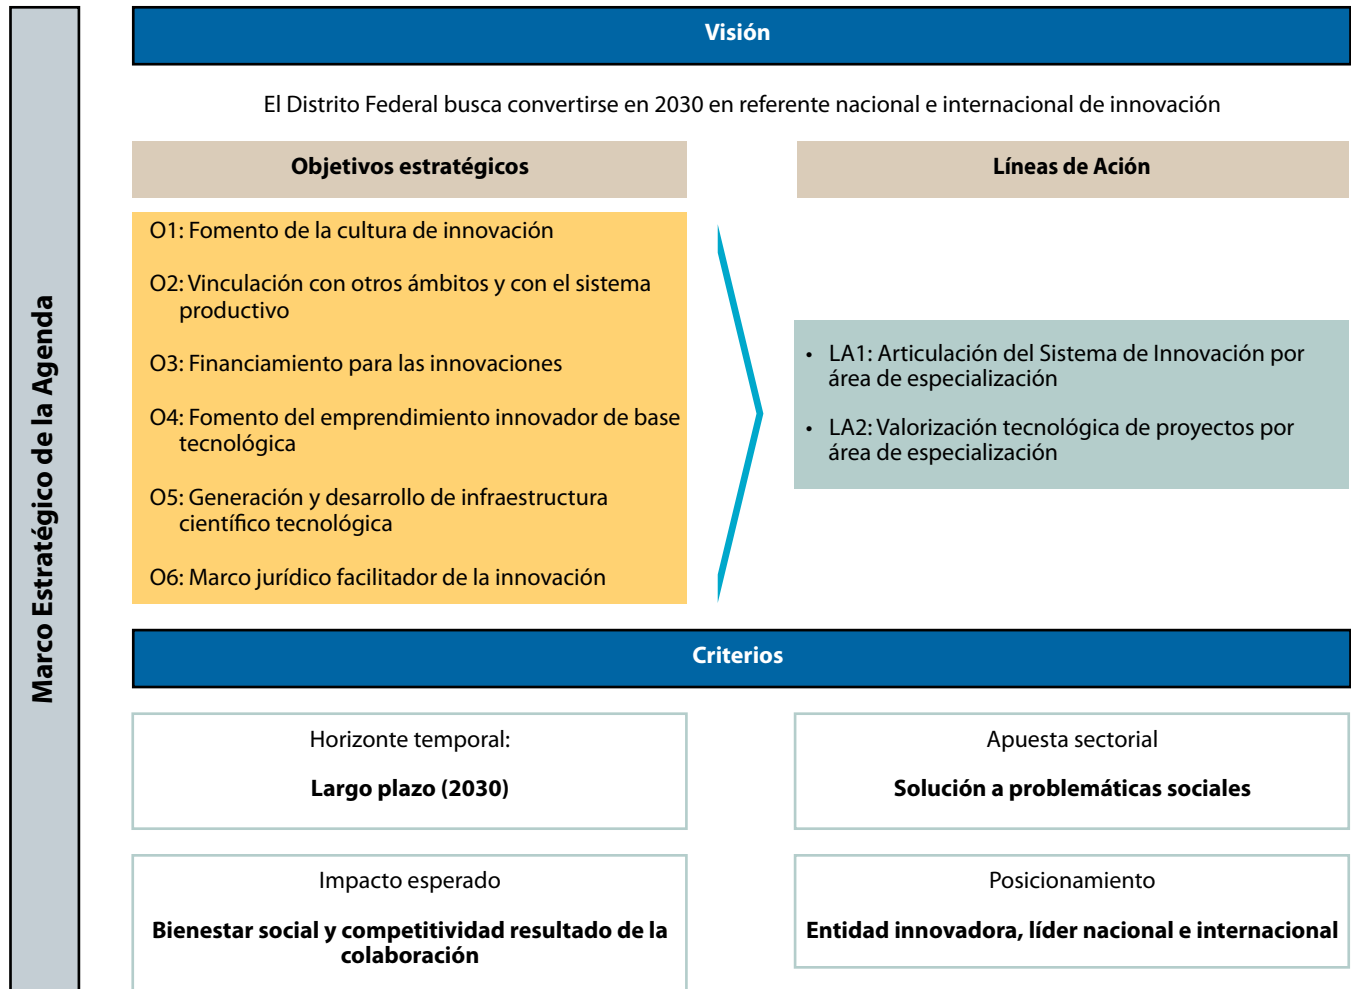 Marco Estratégico de la Agenda
Visión
El Distrito Federal busca convertirse en 2030 en referente nacional e internacional de innovación
Objetivos estratégicos
O1: Fomento de la cultura de innovación
O2: Vinculación con otros ámbitos y con el sistema
productivo
O3: Financiamiento para las innovaciones
O4: Fomento del emprendimiento innovador de base
tecnológica
O5: Generación y desarrollo de infraestructura
científico tecnológica
O6: Marco jurídico facilitador de la innovación
Líneas de Acción
• LA1: Articulación del Sistema de Innovación por
área de especialización
• LA2: Valorización tecnológica de proyectos por
área de especialización
Criterios
Horizonte temporal:
Largo plazo (2030)
Apuesta sectorial
Solución a problemáticas sociales
Impacto esperado
Bienestar social y competitividad resultado de la
colaboración
Posicionamiento
Entidad innovadora, líder nacional e internacional